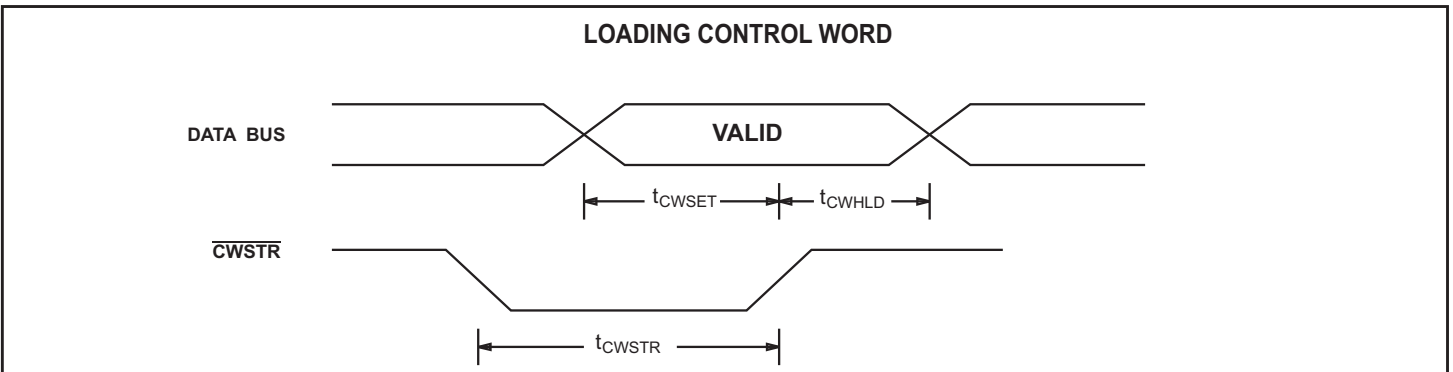 LOADING CONTROL WORD
DATA BUS
VALID
tCWSET
tCWHLD
CWSTR
tCWSTR